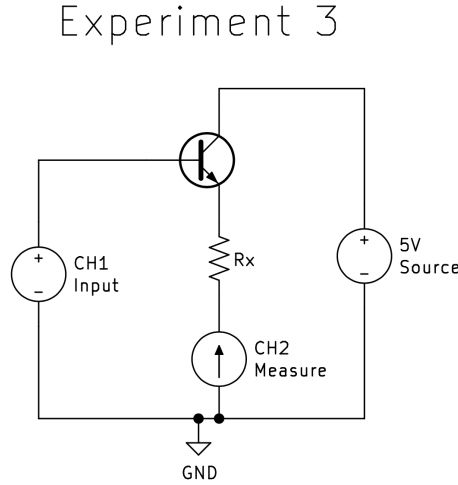 Experiment 3
CH1
Input
Rx
CH2
Measure
5V
Source
GND